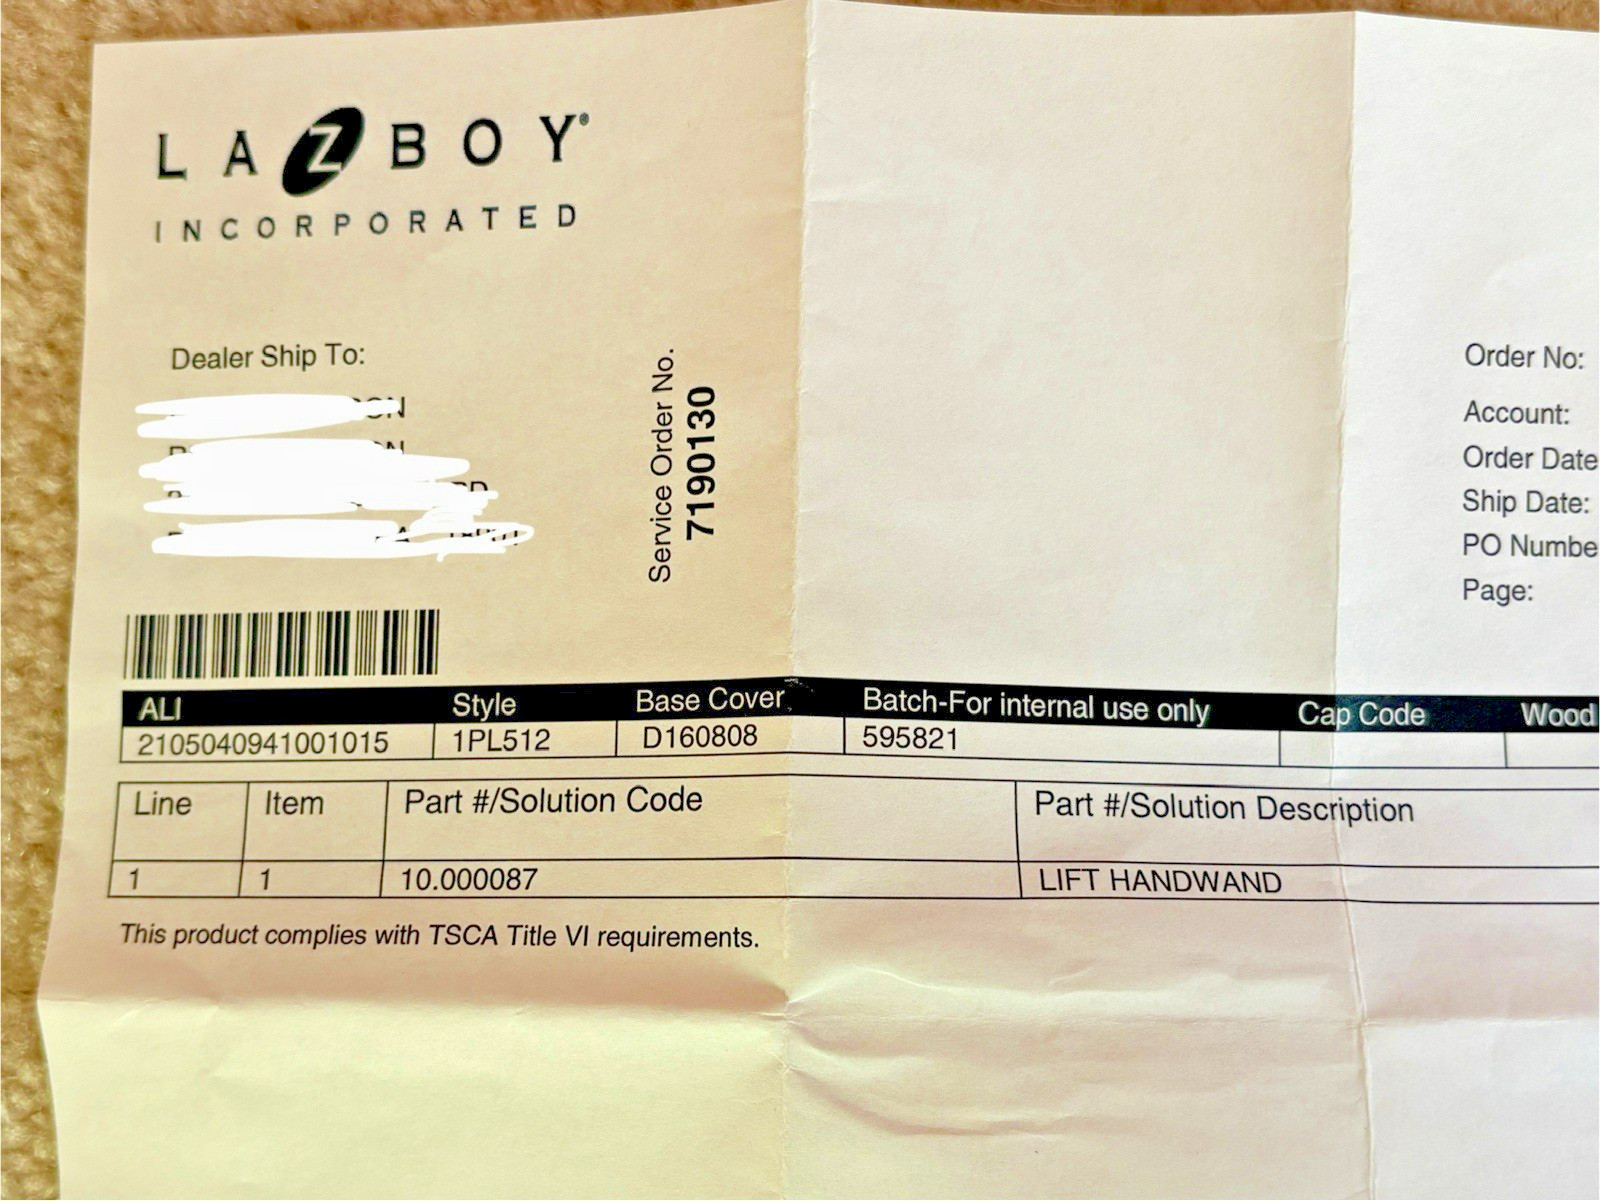 LA Z BOY®
INCORPORATED
Dealer Ship To:
Service Order No.
7190130
Order No:
Account:
Order Date
Ship Date:
PO Numbe
Page:
ALI Style Base Cover Batch-For internal use only Cap Code Wood
2105040941001015 1PL512 D160808 595821
Line Item Part #/Solution Code Part #/Solution Description
1 1 10.000087 LIFT HANDWAND
This product complies with TSCA Title VI requirements.